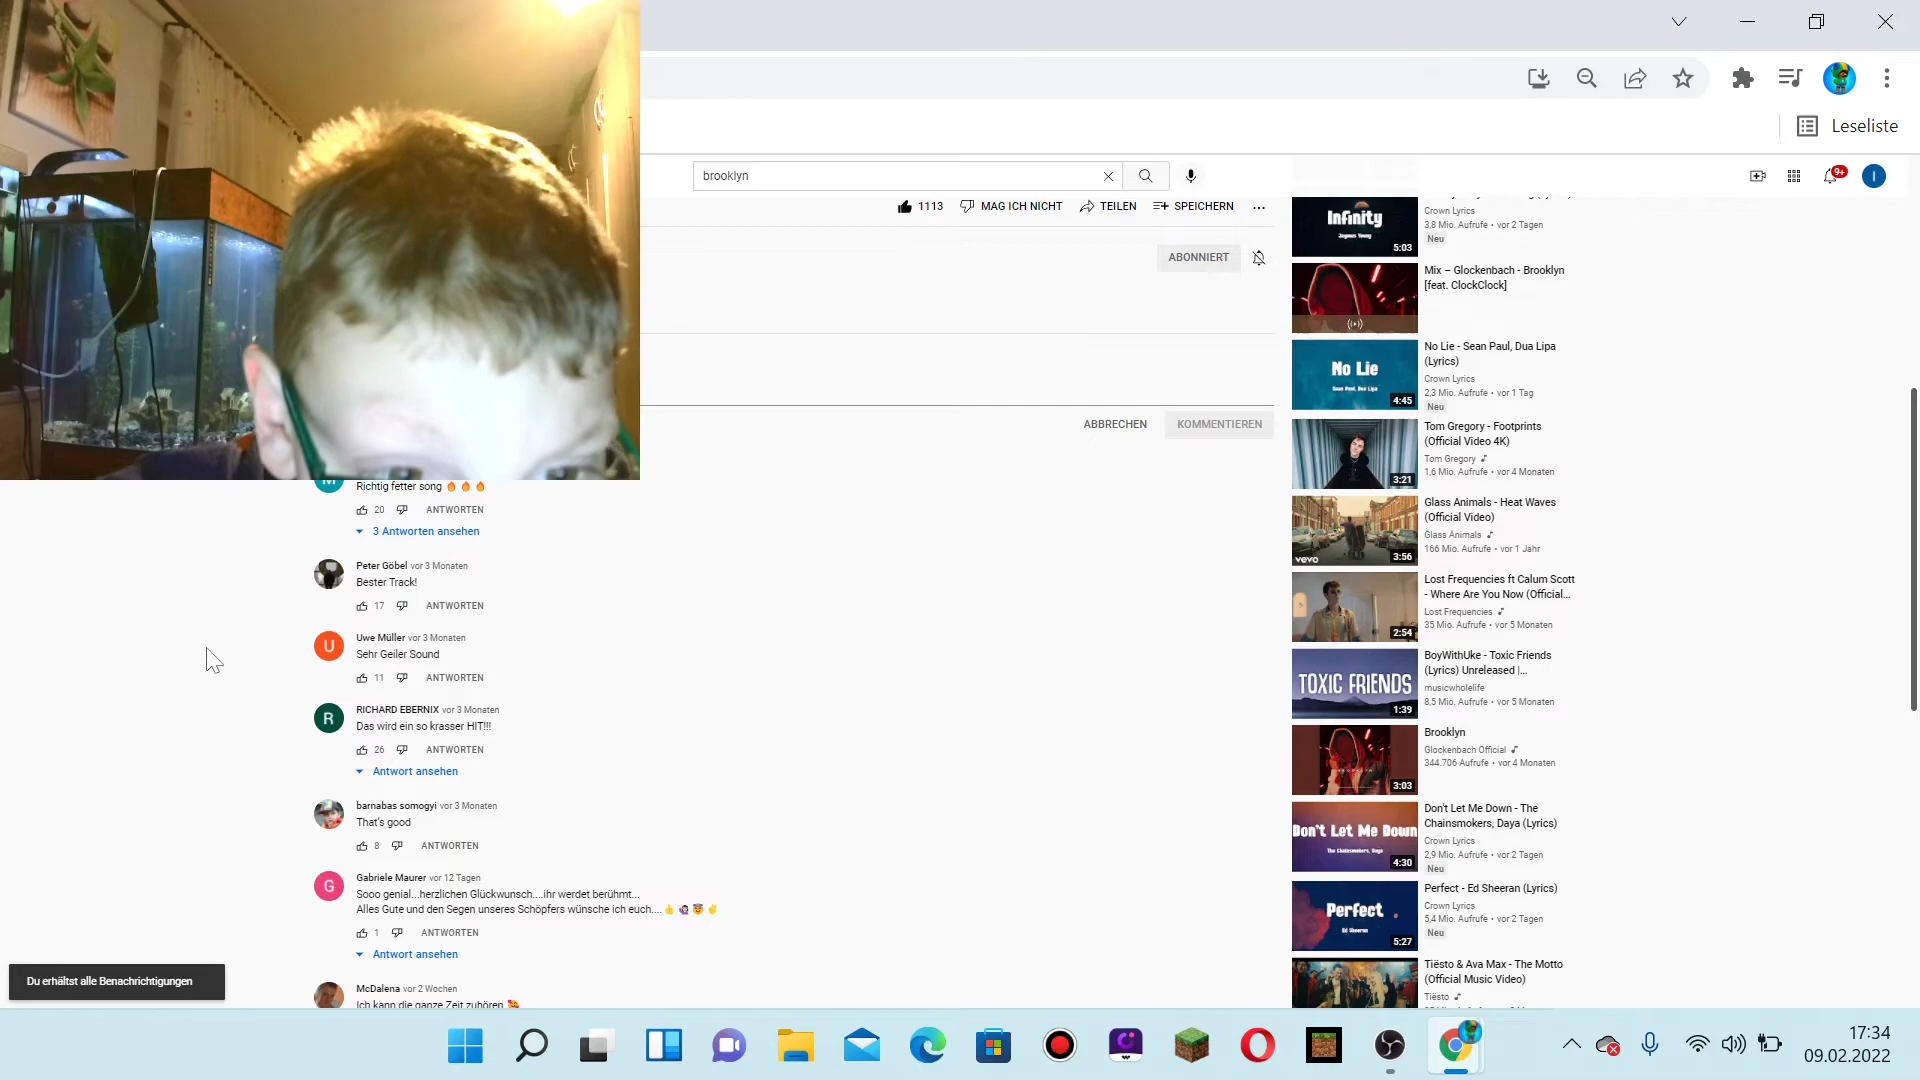 Leseliste
brooklyn
9+
I
1113
MAG ICH NICHT
TEILEN
SPEICHERN
ABONNIERT
ABBRECHEN
KOMMENTIEREN
Richtig fetter song 🔥 🔥 🔥
20
ANTWORTEN
3 Antworten ansehen
Peter Göbel vor 3 Monaten
Bester Track!
17
ANTWORTEN
U
Uwe Müller vor 3 Monaten
Sehr Geiler Sound
11
ANTWORTEN
R
RICHARD EBERNIX vor 3 Monaten
Das wird ein so krasser HIT!!!
26
ANTWORTEN
Antwort ansehen
barnabas somogyi vor 3 Monaten
That's good
8
ANTWORTEN
G
Gabriele Maurer vor 12 Tagen
Sooo genial...herzlichen Glückwunsch....ihr werdet berühmt...
Alles Gute und den Segen unseres Schöpfers wünsche ich euch....
1
ANTWORTEN
Antwort ansehen
McDalena vor 2 Wochen
Ich kann die ganze Zeit zuhören
Du erhältst alle Benachrichtigungen
Infinity
Jaymes Young
5:03
Crown Lyrics
3,8 Mio. Aufrufe • vor 2 Tagen
Neu
Mix – Glockenbach - Brooklyn
[feat. ClockClock]
No Lie
Sean Paul, Dua Lipa
4:45
No Lie - Sean Paul, Dua Lipa
(Lyrics)
Crown Lyrics
2,3 Mio. Aufrufe • vor 1 Tag
Neu
3:21
Tom Gregory - Footprints
(Official Video 4K)
Tom Gregory
1,6 Mio. Aufrufe • vor 4 Monaten
vevo
3:56
Glass Animals - Heat Waves
(Official Video)
Glass Animals
166 Mio. Aufrufe • vor 1 Jahr
2:54
Lost Frequencies ft Calum Scott
- Where Are You Now (Official...
Lost Frequencies
35 Mio. Aufrufe • vor 5 Monaten
TOXIC FRIENDS
1:39
BoyWithUke - Toxic Friends
(Lyrics) Unreleased |...
musicwholelife
8,5 Mio. Aufrufe • vor 5 Monaten
3:03
Brooklyn
Glockenbach Official
344.706 Aufrufe • vor 4 Monaten
Don't Let Me Down
The Chainsmokers, Daya
4:30
Don't Let Me Down - The
Chainsmokers, Daya (Lyrics)
Crown Lyrics
2,9 Mio. Aufrufe • vor 2 Tagen
Neu
Perfect
Ed Sheeran
5:27
Perfect - Ed Sheeran (Lyrics)
Crown Lyrics
5,4 Mio. Aufrufe • vor 2 Tagen
Neu
Tiësto & Ava Max - The Motto
(Official Music Video)
Tiësto
17:34
09.02.2022